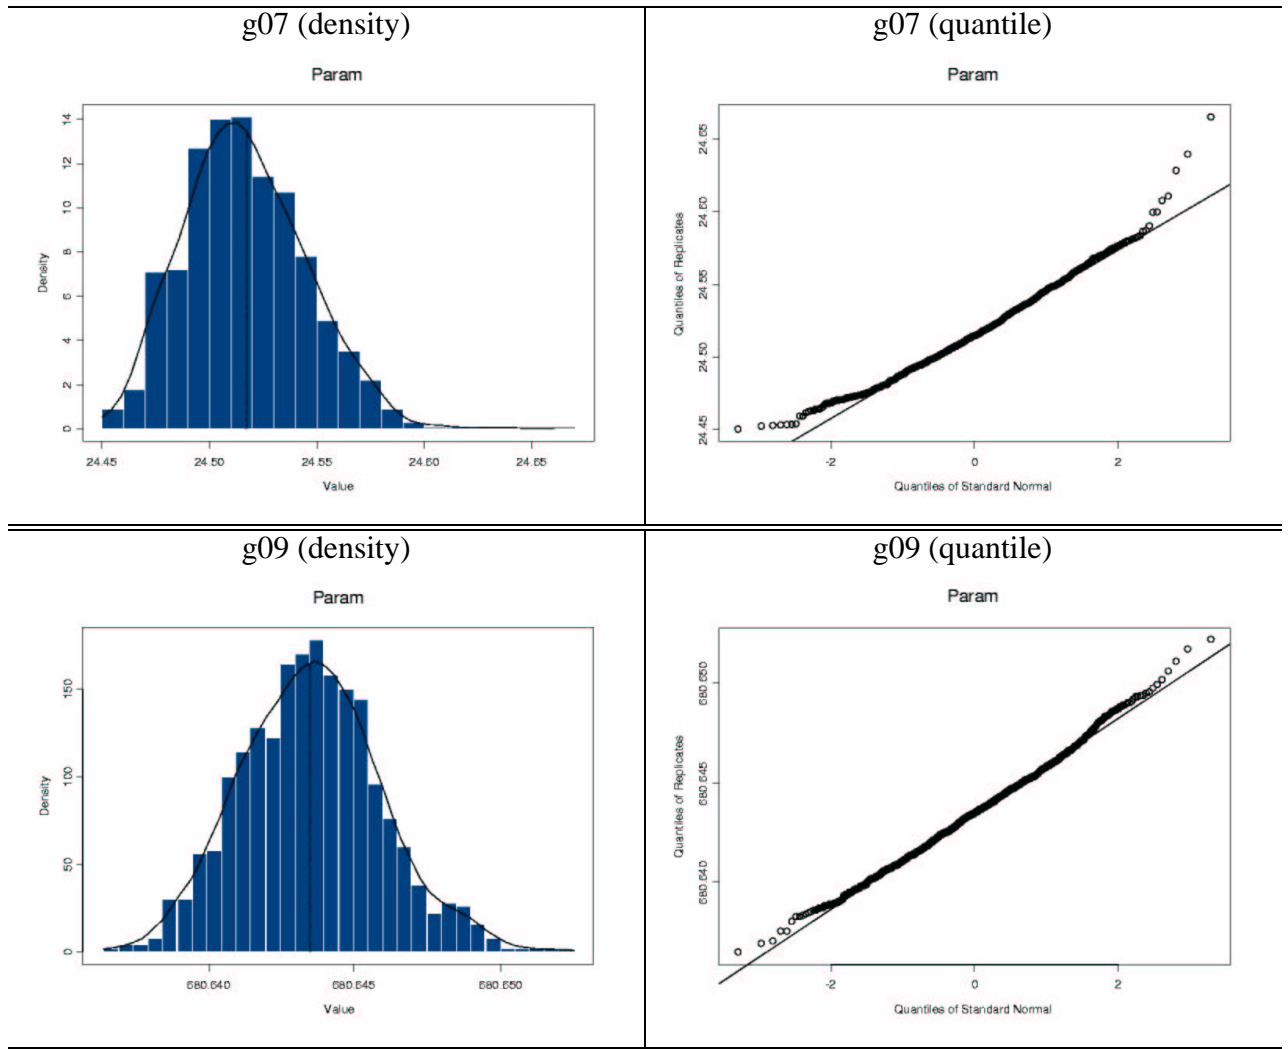 g07 (density)
Param
Density
14
12
10
8
6
4
2
0
24.45 24.50 24.55 24.60 24.65
Value
g07 (quantile)
Param
Quantiles of Replicates
24.65
24.60
24.55
24.50
24.45
-2 0 2
Quantiles of Standard Normal
g09 (density)
Param
Density
150
100
50
0
680.640 680.645 680.650
Value
g09 (quantile)
Param
Quantiles of Replicates
680.650
680.645
680.640
-2 0 2
Quantiles of Standard Normal